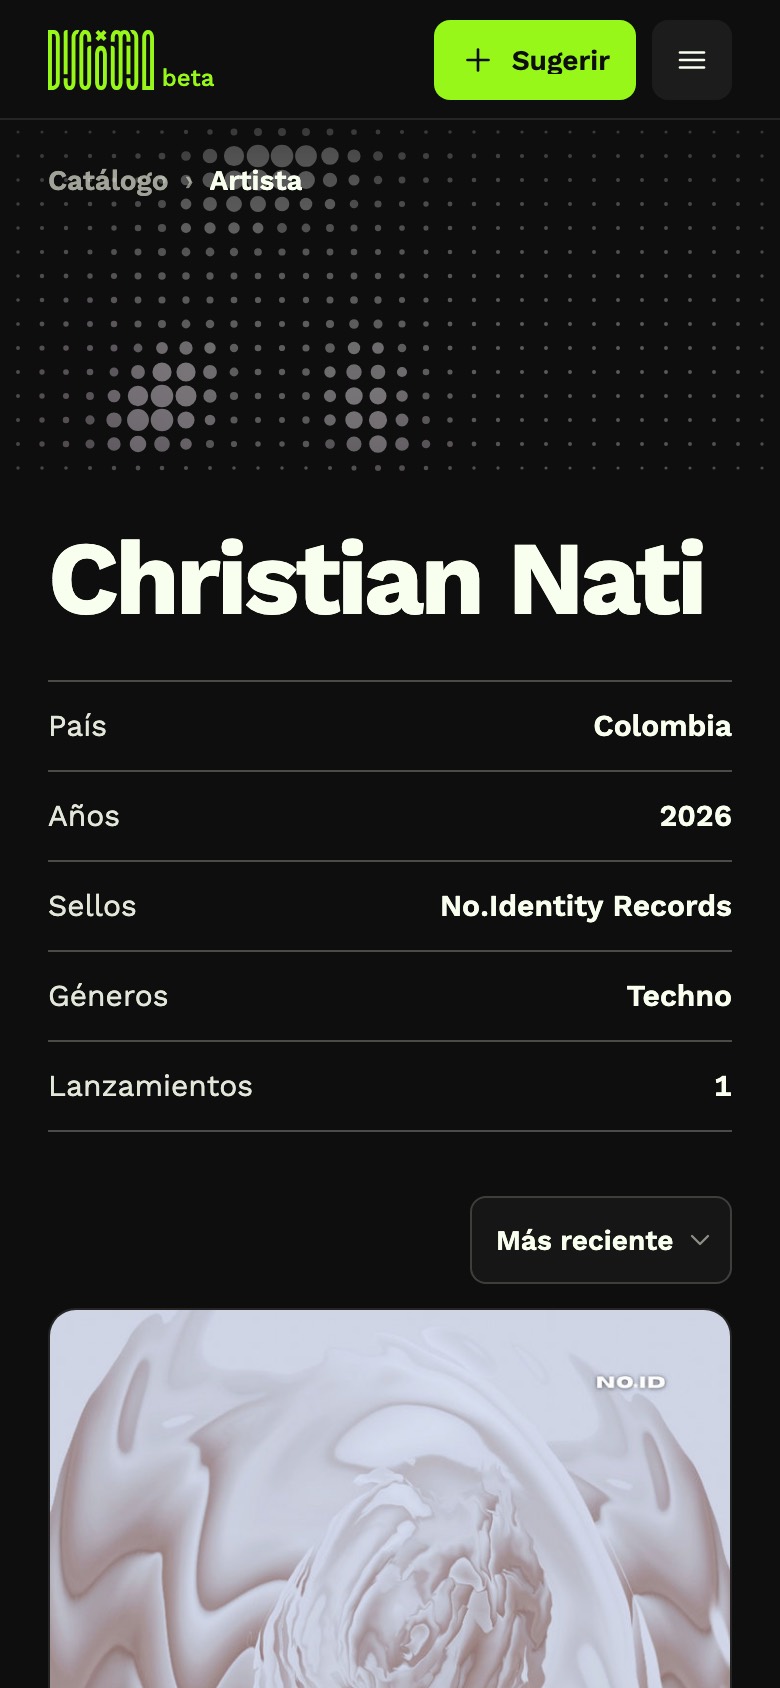 beta
Sugerir
Catálogo › Artista
Christian Nati
País Colombia
Años 2026
Sellos No.Identity Records
Géneros Techno
Lanzamientos 1
Más reciente
NO.ID